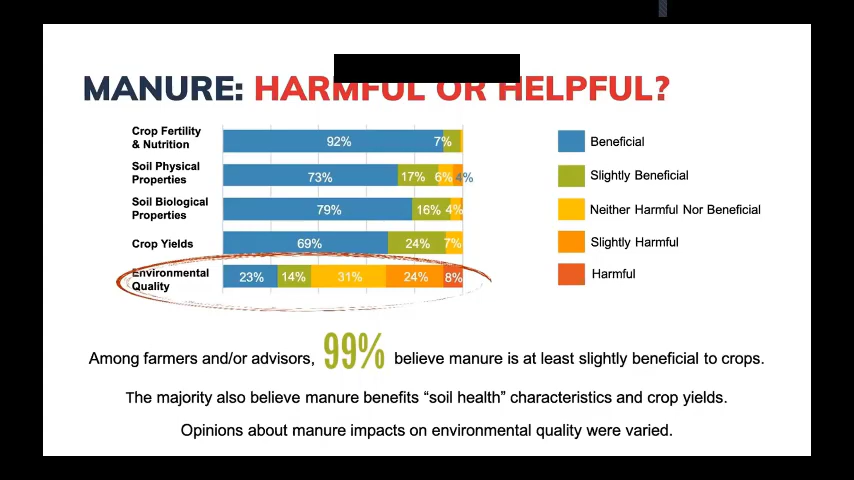 MANURE: HARMFUL OR HELPFUL?
Crop Fertility
& Nutrition
92% 7%
Soil Physical
Properties
73% 17% 6% 4%
Soil Biological
Properties
79% 16% 4%
Crop Yields
69% 24% 7%
Environmental
Quality
23% 14% 31% 24% 8%
Beneficial
Slightly Beneficial
Neither Harmful Nor Beneficial
Slightly Harmful
Harmful
Among farmers and/or advisors, 99% believe manure is at least slightly beneficial to crops.
The majority also believe manure benefits “soil health” characteristics and crop yields.
Opinions about manure impacts on environmental quality were varied.